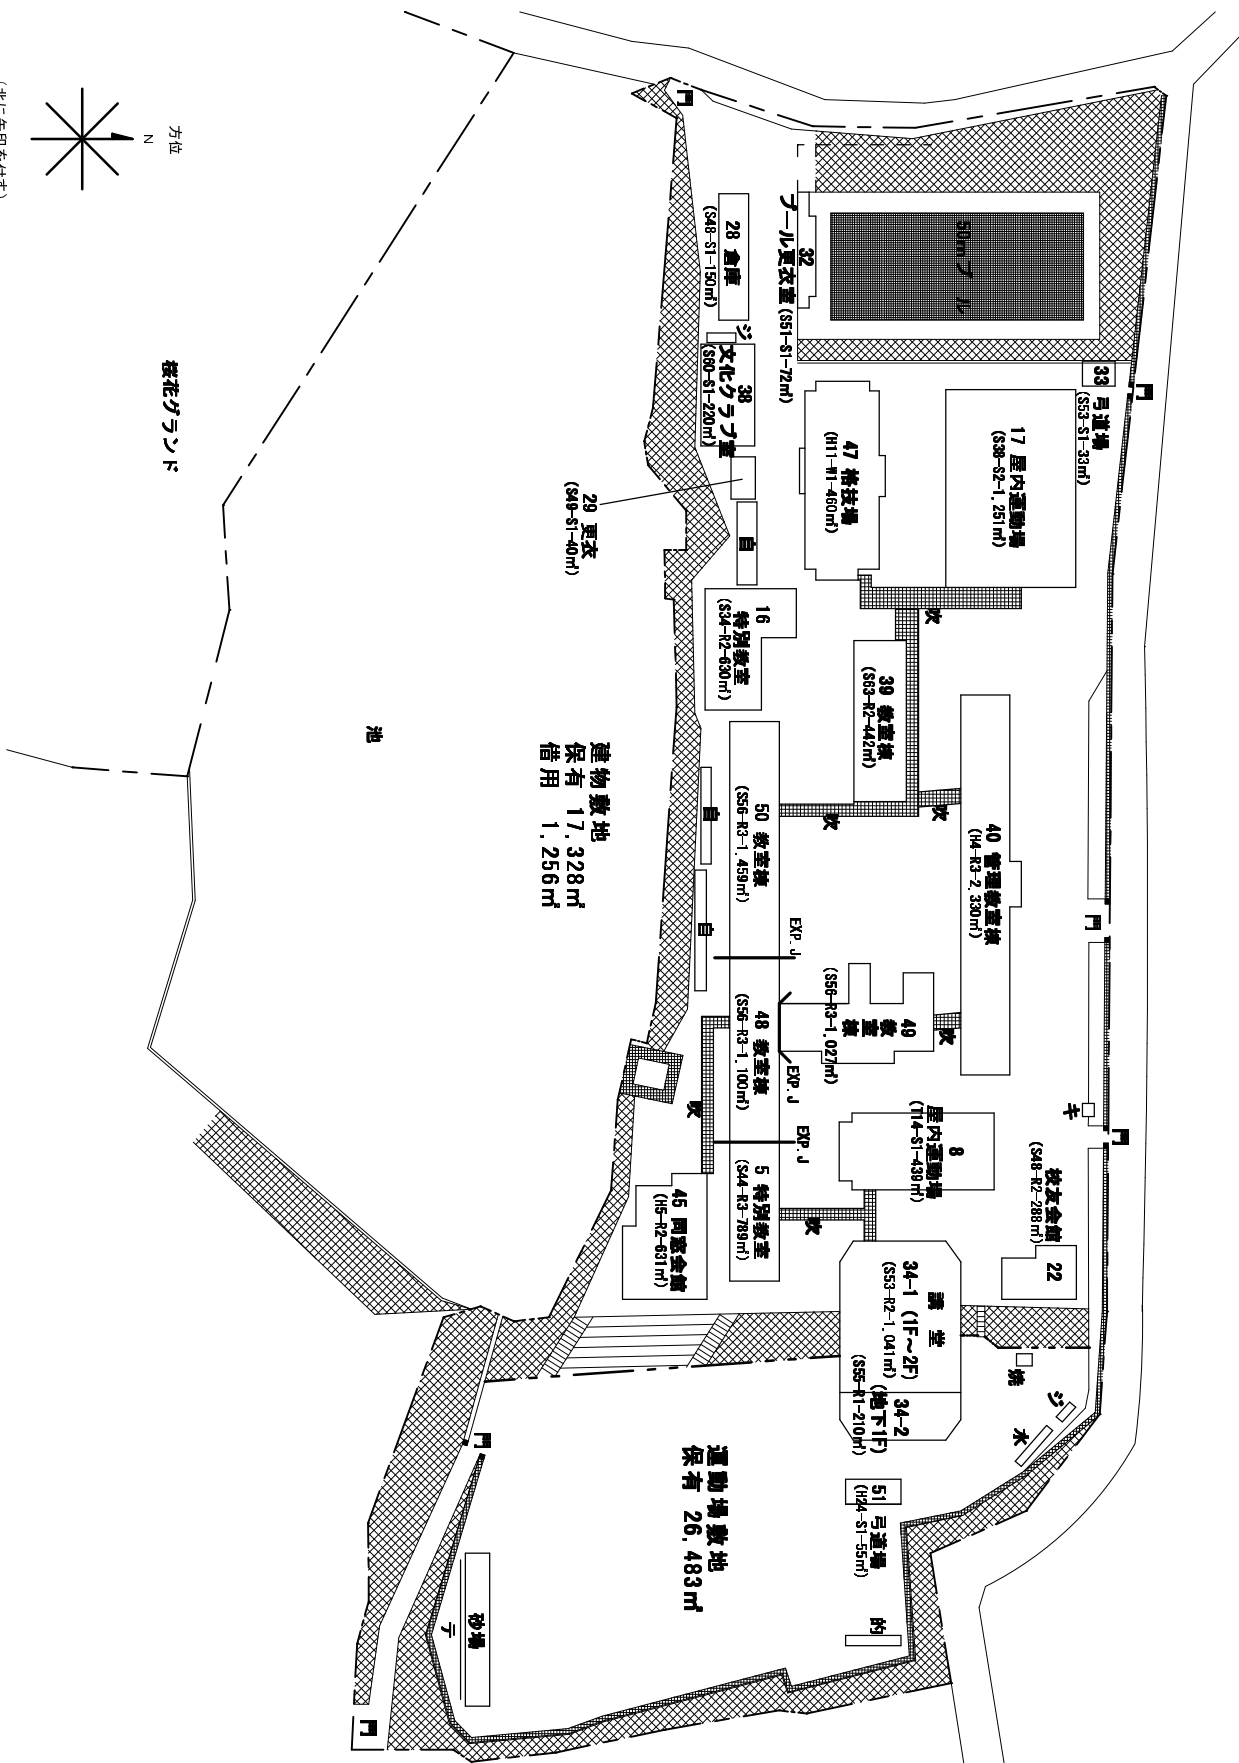 方位
N
(北に矢印を付す)
桜花グランド
池
建物敷地
保有 17,328㎡
借用 1,256㎡
運動場敷地
保有 26,483㎡
門
50mプール
32
プール更衣室(S51-S1-72㎡)
28 倉庫
(S48-S1-150㎡)
ジ
38
文化クラブ室
(S60-S1-220㎡)
29 更衣
(S49-S1-40㎡)
自
33 弓道場
(S53-S1-33㎡)
門
17 屋内運動場
(S38-S2-1,251㎡)
47 格技場
(H11-W1-460㎡)
吹
16
特別教室
(S34-R2-630㎡)
39 教室棟
(S63-R2-442㎡)
吹
吹
40 管理教室棟
(H4-R3-2,330㎡)
門
50 教室棟
(S56-R3-1,459㎡)
自
自
EXP.J
49
教室棟
(S56-R3-1,027㎡)
吹
EXP.J
48 教室棟
(S56-R3-1,100㎡)
吹
EXP.J
キ
門
8
屋内運動場
(T14-S1-439㎡)
校友会館
(S48-R2-288㎡)
22
5 特別教室
(S44-R3-789㎡)
吹
45 同窓会館
(H5-R2-631㎡)
講堂
34-1 (1F～2F)
(S53-R2-1,041㎡)
34-2
(地下1F)
(S55-R1-210㎡)
焼
ジ
水
51 弓道場
(H24-S1-55㎡)
的
門
砂場
テ
門